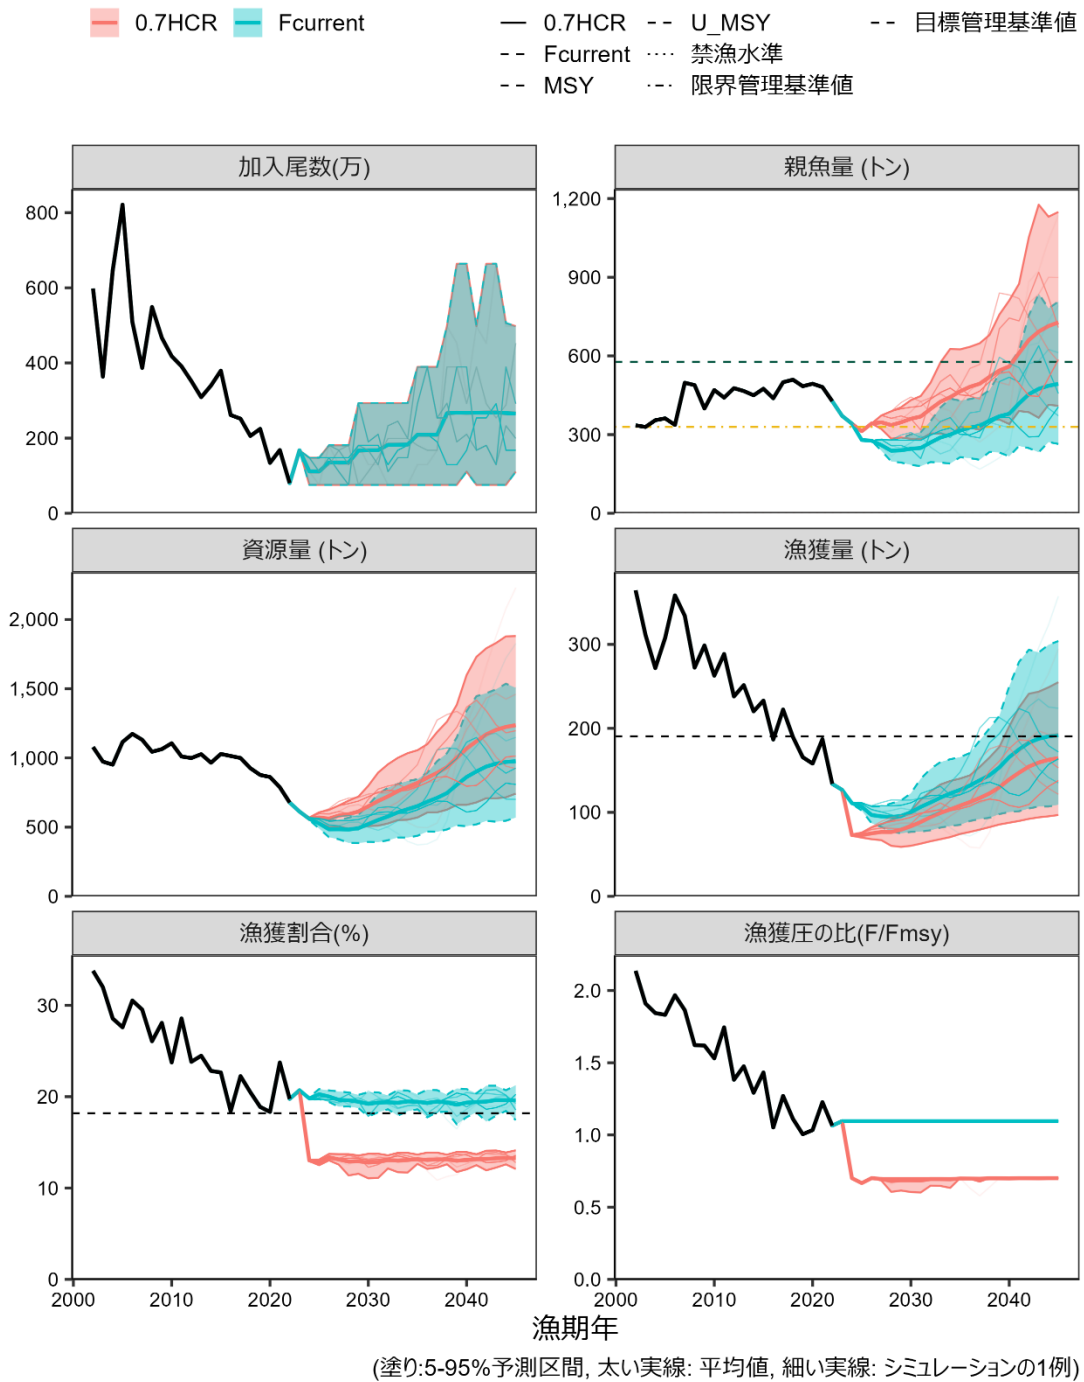 0.7HCR Fcurrent
0.7HCR U_MSY 目標管理基準値
Fcurrent 禁漁水準
MSY 限界管理基準値
加入尾数(万) 親魚量 (トン)
800
600
400
200
0
1,200
900
600
300
0
資源量 (トン) 漁獲量 (トン)
2,000
1,500
1,000
500
0
300
200
100
0
漁獲割合(%) 漁獲圧の比(F/Fmsy)
30
20
10
0
2.0
1.5
1.0
0.5
0.0
2000 2010 2020 2030 2040 2000 2010 2020 2030 2040
漁期年
(塗り:5-95%予測区間, 太い実線: 平均値, 細い実線: シミュレーションの1例)